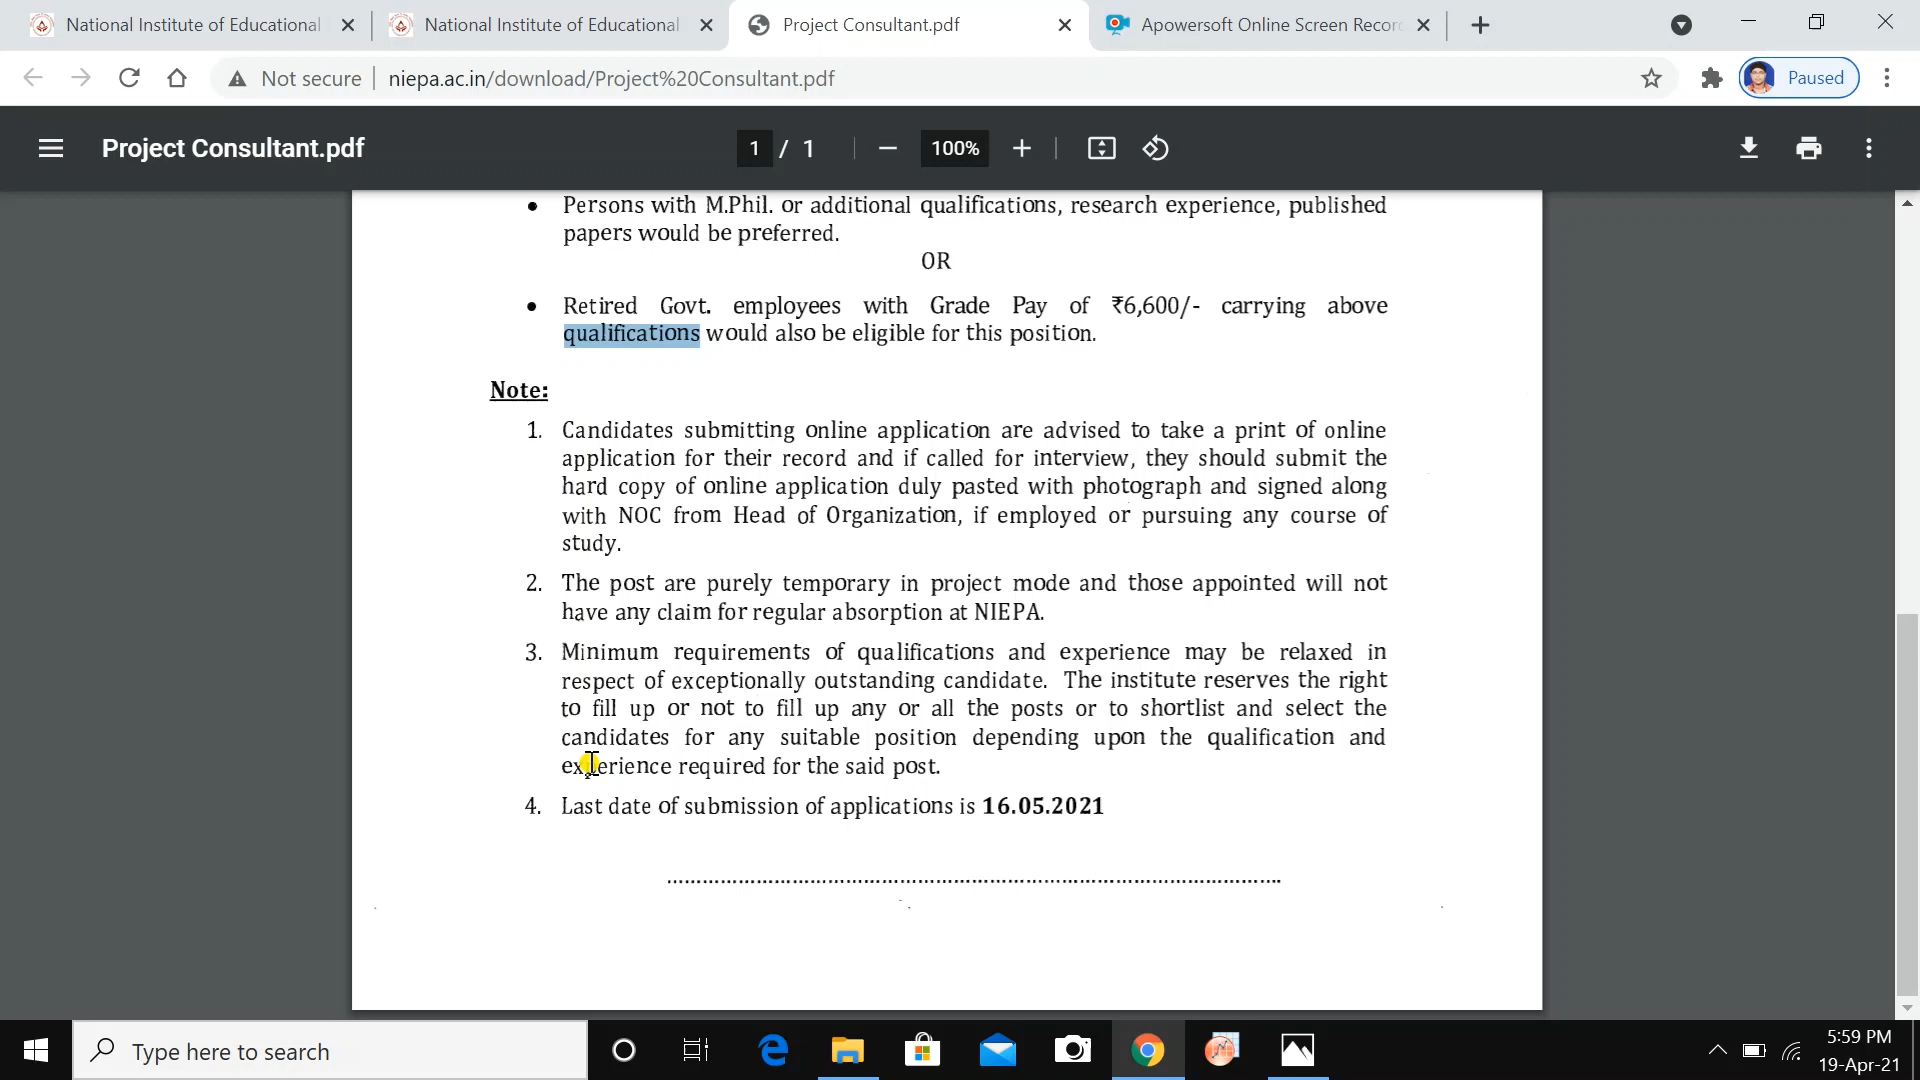 National Institute of Educational
National Institute of Educational
Project Consultant.pdf
Apowersoft Online Screen Recor
Not secure
niepa.ac.in/download/Project%20Consultant.pdf
Paused
Project Consultant.pdf
1 / 1
100%
• Persons with M.Phil. or additional qualifications, research experience, published
papers would be preferred.
OR
• Retired Govt. employees with Grade Pay of ₹6,600/- carrying above
qualifications would also be eligible for this position.
Note:
1. Candidates submitting online application are advised to take a print of online
application for their record and if called for interview, they should submit the
hard copy of online application duly pasted with photograph and signed along
with NOC from Head of Organization, if employed or pursuing any course of
study.
2. The post are purely temporary in project mode and those appointed will not
have any claim for regular absorption at NIEPA.
3. Minimum requirements of qualifications and experience may be relaxed in
respect of exceptionally outstanding candidate. The institute reserves the right
to fill up or not to fill up any or all the posts or to shortlist and select the
candidates for any suitable position depending upon the qualification and
experience required for the said post.
4. Last date of submission of applications is 16.05.2021
Type here to search
5:59 PM
19-Apr-21